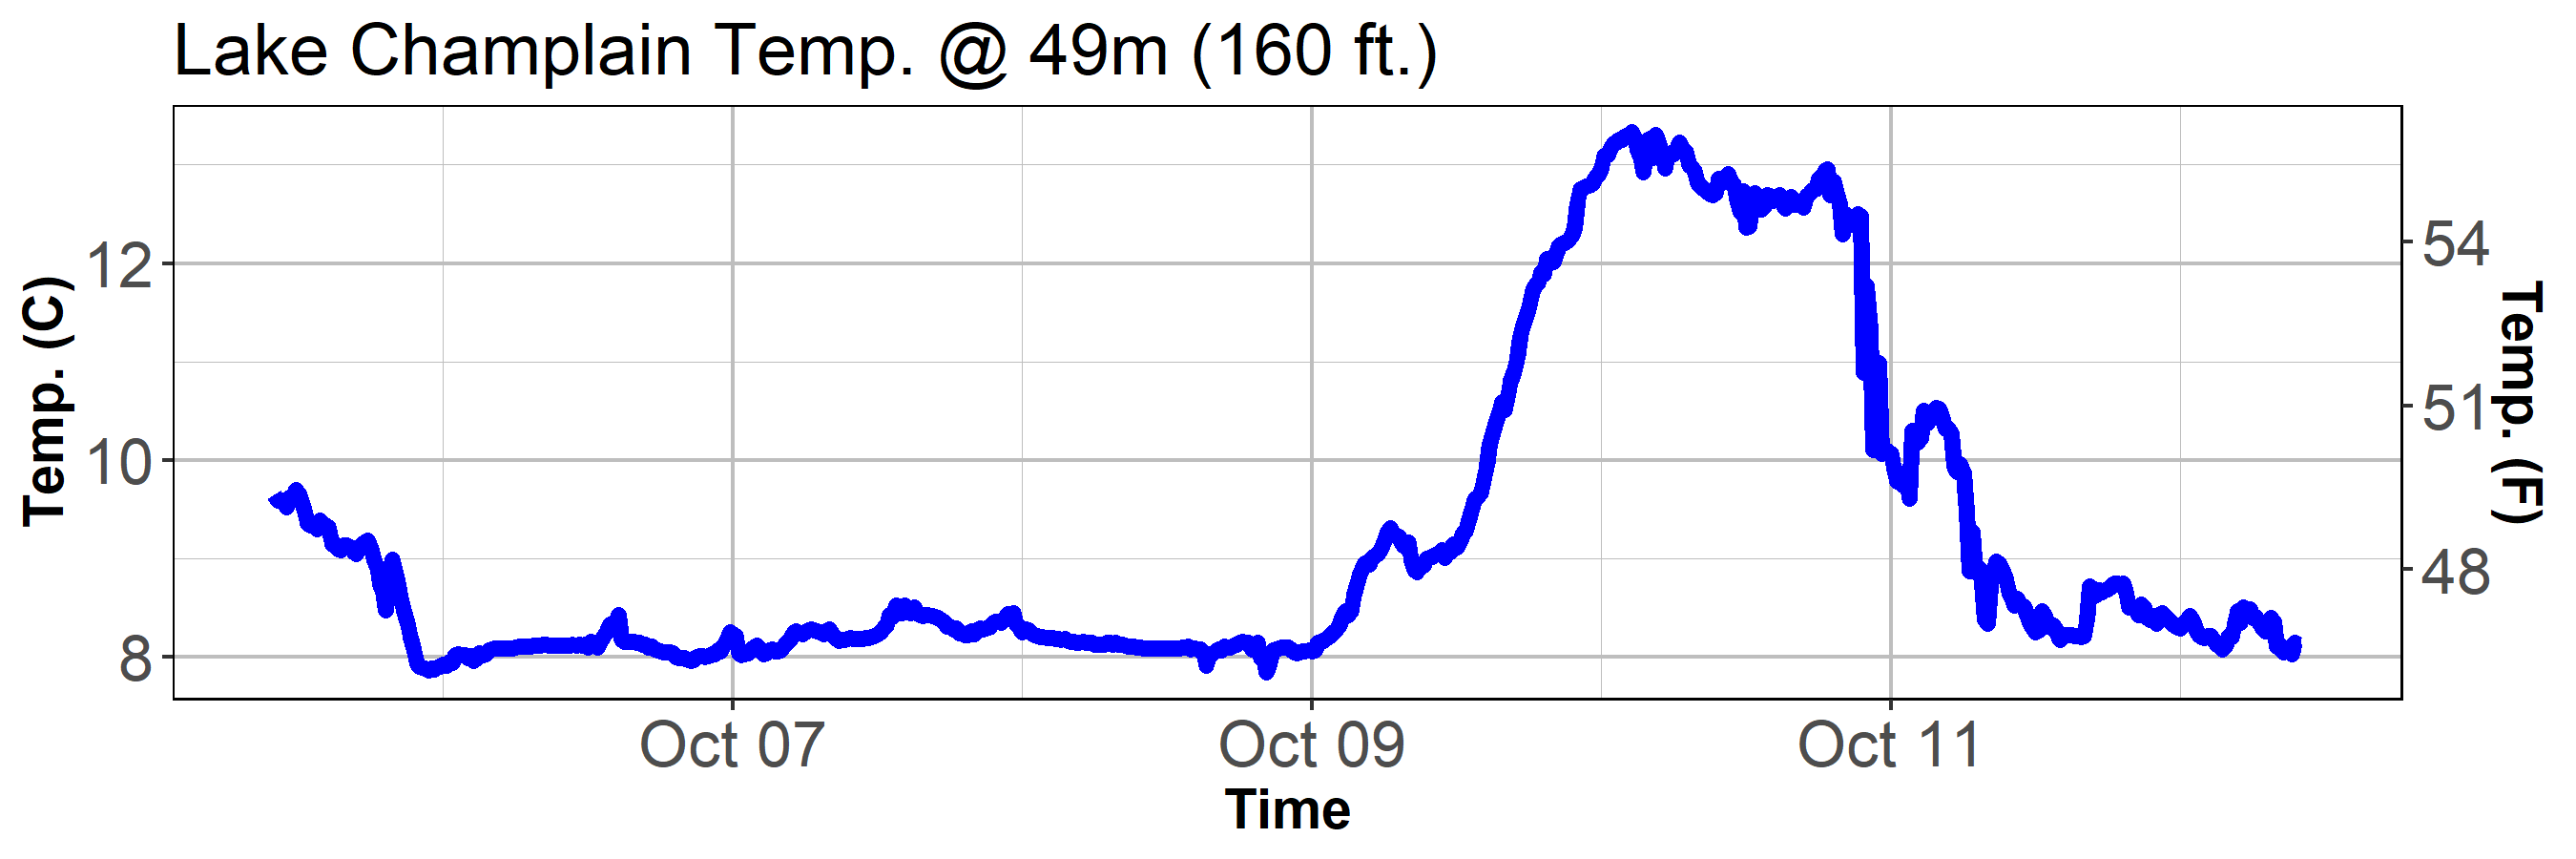 Lake Champlain Temp. @ 49m (160 ft.)
Temp. (C)
12
10
8
54
51
48
Temp. (F)
Oct 07
Oct 09
Oct 11
Time